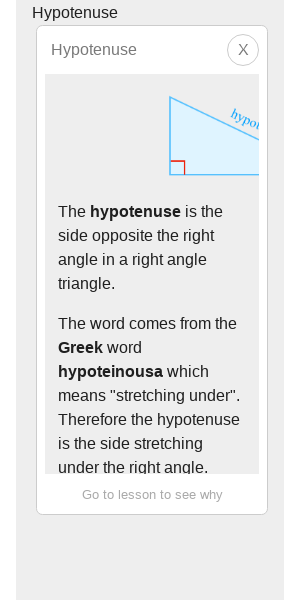 Hypotenuse
Hypotenuse
X
The hypotenuse is the
side opposite the right
angle in a right angle
triangle.
The word comes from the
Greek word
hypoteinousa which
means "stretching under".
Therefore the hypotenuse
is the side stretching
under the right angle.
Go to lesson to see why